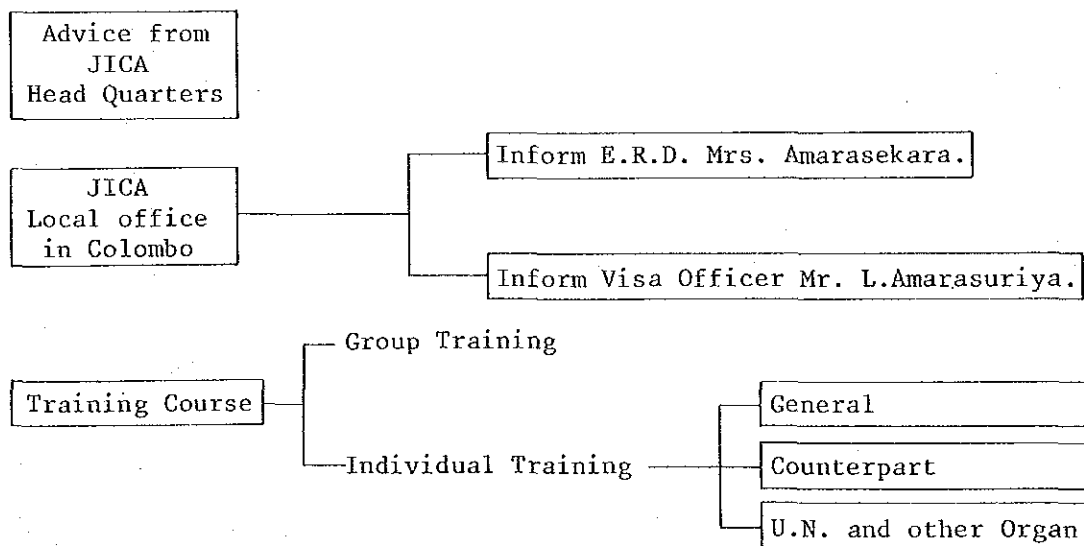 Advice from
JICA
Head Quarters
Inform E.R.D. Mrs. Amarasekara.
JICA
Local office
in Colombo
Inform Visa Officer Mr. L.Amarasuriya.
Group Training
Training Course
General
Individual Training
Counterpart
U.N. and other Organ